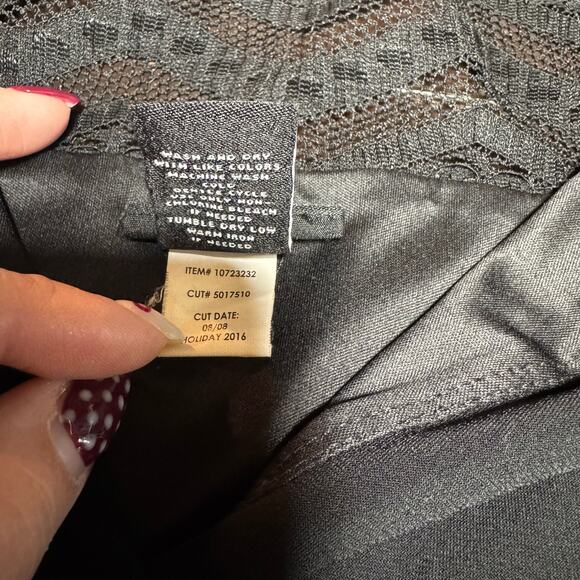 WASH AND DRY
WITH LIKE COLORS
MACHINE WASH
COLD
GENTLE CYCLE
USE ONLY NON-
CHLORINE BLEACH
IF NEEDED
TUMBLE DRY LOW
WARM IRON
IF NEEDED
ITEM# 10723232
CUT# 5017510
CUT DATE:
08/08
HOLIDAY 2016